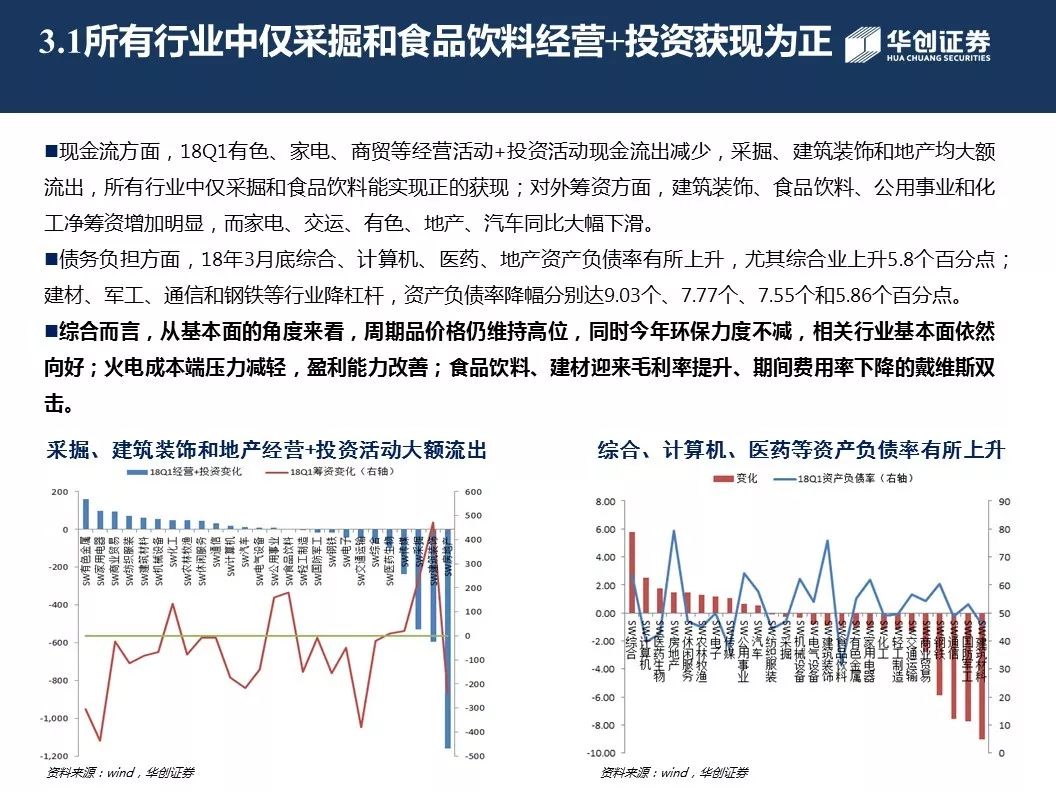 3.1所有行业中仅采掘和食品饮料经营+投资获现为正
华创证券
HUA CHUANG SECURITIES
■现金流方面，18Q1有色、家电、商贸等经营活动+投资活动现金流出减少，采掘、建筑装饰和地产均大额
流出，所有行业中仅采掘和食品饮料能实现正的获现；对外筹资方面，建筑装饰、食品饮料、公用事业和化
工净筹资增加明显，而家电、交运、有色、地产、汽车同比大幅下滑。
■债务负担方面，18年3月底综合、计算机、医药、地产资产负债率有所上升，尤其综合业上升5.8个百分点；
建材、军工、通信和钢铁等行业降杠杆，资产负债率降幅分别达9.03个、7.77个、7.55个和5.86个百分点。
■综合而言，从基本面的角度来看，周期品价格仍维持高位，同时今年环保力度不减，相关行业基本面依然
向好；火电成本端压力减轻，盈利能力改善；食品饮料、建材迎来毛利率提升、期间费用率下降的戴维斯双
击。
采掘、建筑装饰和地产经营+投资活动大额流出
18Q1经营+投资变化 18Q1筹资变化（右轴）
200
0
-200
-400
-600
-800
-1,000
-1,200
600
500
400
300
200
100
0
-100
-200
-300
-400
-500
SW有色金属
SW家用电器
SW商业贸易
SW纺织服装
SW建筑材料
SW机械设备
SW化工
SW农林牧渔
SW休闲服务
SW通信
SW计算机
SW汽车
SW电气设备
SW公用事业
SW食品饮料
SW轻工制造
SW国防军工
SW钢铁
SW电子
SW交通运输
SW综合
SW医药生物
SW传媒
SW采掘
SW建筑装饰
SW房地产
资料来源：wind，华创证券
综合、计算机、医药等资产负债率有所上升
变化 18Q1资产负债率（右轴）
8.00
6.00
4.00
2.00
0.00
-2.00
-4.00
-6.00
-8.00
-10.00
90
80
70
60
50
40
30
20
10
0
SW综合
SW计算机
SW医药生物
SW房地产
SW休闲服务
SW农林牧渔
SW电子
SW传媒
SW公用事业
SW汽车
SW纺织服装
SW采掘
SW机械设备
SW电气设备
SW建筑装饰
SW食品饮料
SW有色金属
SW家用电器
SW化工
SW轻工制造
SW交通运输
SW商业贸易
SW钢铁
SW通信
SW国防军工
SW建筑材料
资料来源：wind，华创证券